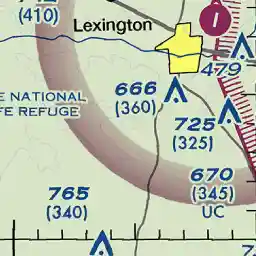 (410)
Lexington
I
479
666
(360)
E NATIONAL
FE REFUGE
725
(325)
670
(345)
UC
765
(340)